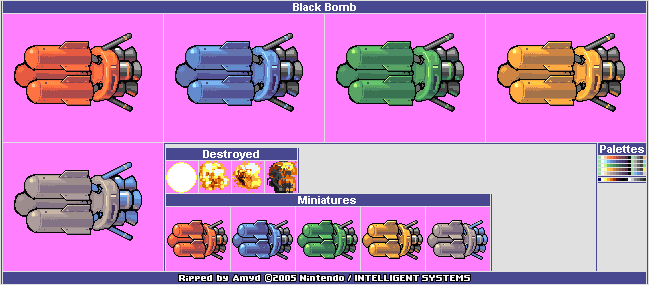 Black Bomb
Destroyed
Palettes
Miniatures
Ripped by Amyd ©2005 Nintendo / INTELLIGENT SYSTEMS